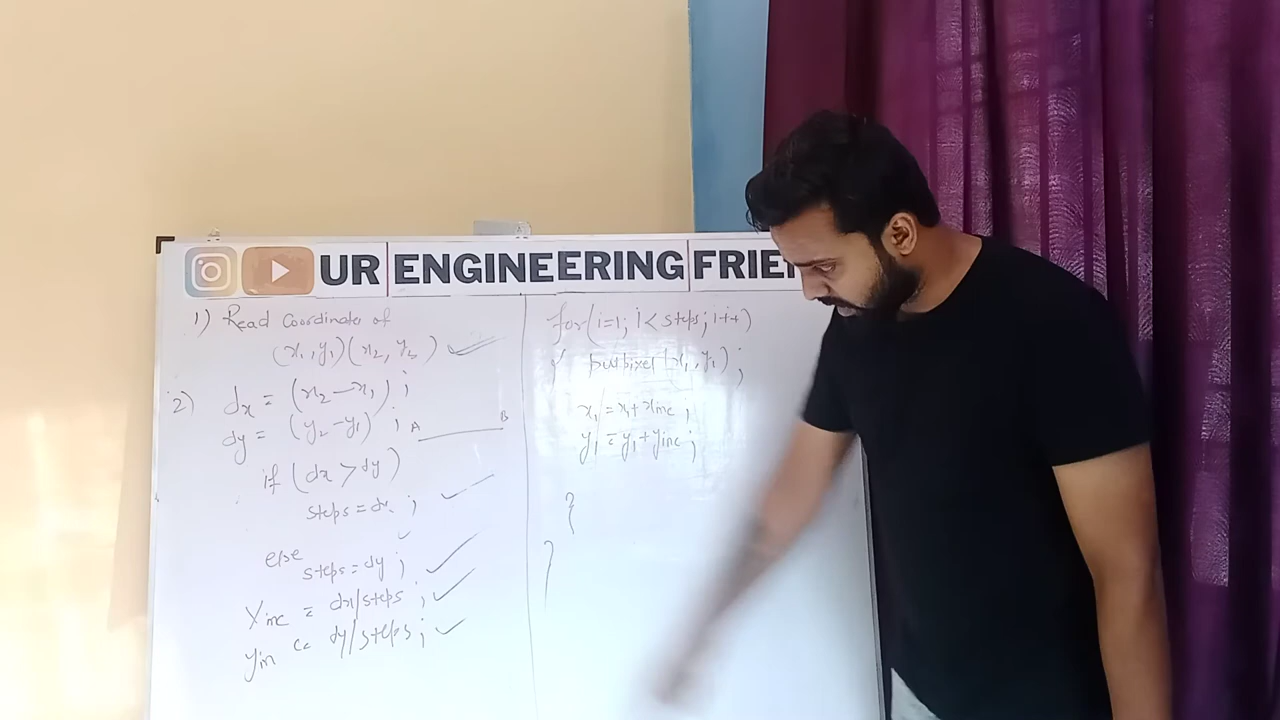 UR ENGINEERING FRIEN
1) Read Coordinates of
(x1, y1) (x2, y2)
2) dx = (x2 - x1) ;
dy = (y2 - y1) ;
A B
if (dx > dy)
steps = dx ;
else
steps = dy ;
Xinc = dx/steps ;
yinc = dy/steps ;
for (i=1; i < steps; i++)
{ putpixel (x1, y1) ;
x1 = x1 + xinc ;
y1 = y1 + yinc ;
}
}